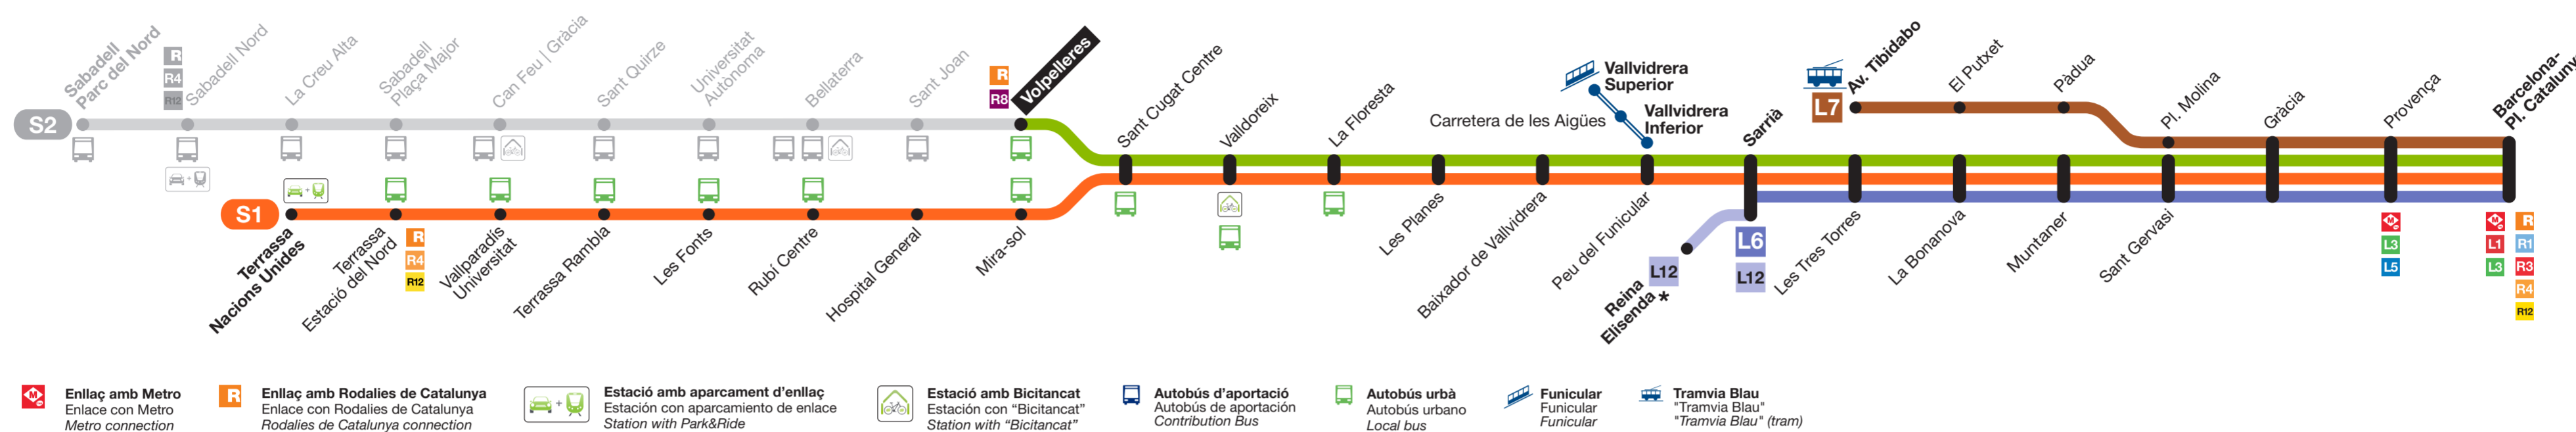 S2
Sabadell
Parc del Nord
R
R4
R12
Sabadell Nord
La Creu Alta
Sabadell
Plaça Major
Can Feu | Gràcia
Sant Quirze
Universitat
Autònoma
Bellaterra
Sant Joan
R
R8
Volpelleres
Sant Cugat Centre
Valldoreix
La Floresta
Carretera de les Aigües
Vallvidrera
Superior
Vallvidrera
Inferior
Sarrià
L7
Av. Tibidabo
El Putxet
Pàdua
Pl. Molina
Gràcia
Provença
Barcelona-
Pl. Cataluny
S1
Terrassa
Nacions Unides
Terrassa
Estació del Nord
R
R4
R12
Vallparadís
Universitat
Terrassa Rambla
Les Fonts
Rubí Centre
Hospital General
Mira-sol
Les Planes
Baixador de Vallvidrera
Peu del Funicular
Reina
Elisenda *
L12
L6
L12
Les Tres Torres
La Bonanova
Muntaner
Sant Gervasi
M
L3
L5
M
L1
L3
R
R1
R3
R4
R12
M
Enllaç amb Metro
Enlace con Metro
Metro connection
R
Enllaç amb Rodalies de Catalunya
Enlace con Rodalies de Catalunya
Rodalies de Catalunya connection
Estació amb aparcament d'enllaç
Estación con aparcamiento de enlace
Station with Park&Ride
Estació amb Bicitancat
Estación con "Bicitancat"
Station with "Bicitancat"
Autobús d'aportació
Autobús de aportación
Contribution Bus
Autobús urbà
Autobús urbano
Local bus
Funicular
Funicular
Funicular
Tramvia Blau
"Tramvia Blau"
"Tramvia Blau" (tram)